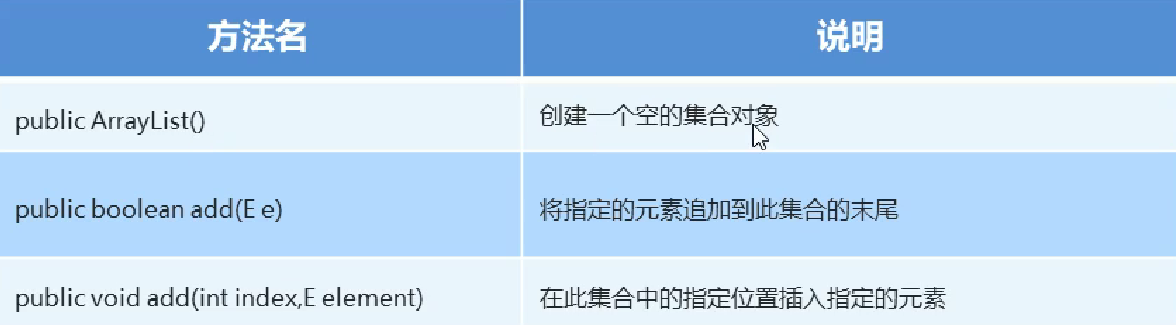 方法名 说明
public ArrayList() 创建一个空的集合对象
public boolean add(E e) 将指定的元素追加到此集合的末尾
public void add(int index,E element) 在此集合中的指定位置插入指定的元素